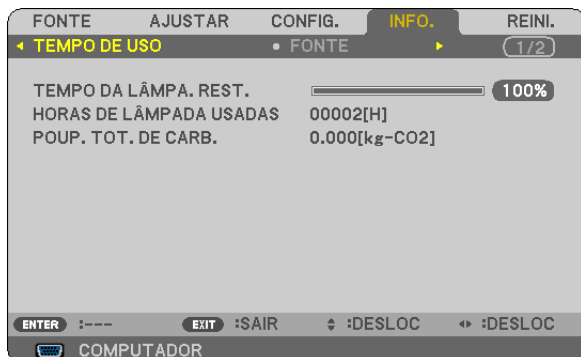 FONTE AJUSTAR CONFIG. INFO. REINI.
TEMPO DE USO FONTE 1/2
TEMPO DA LÂMPA. REST. 100%
HORAS DE LÂMPADA USADAS 00002[H]
POUP. TOT. DE CARB. 0.000[kg-CO2]
ENTER :--- EXIT :SAIR :DESLOC :DESLOC
COMPUTADOR